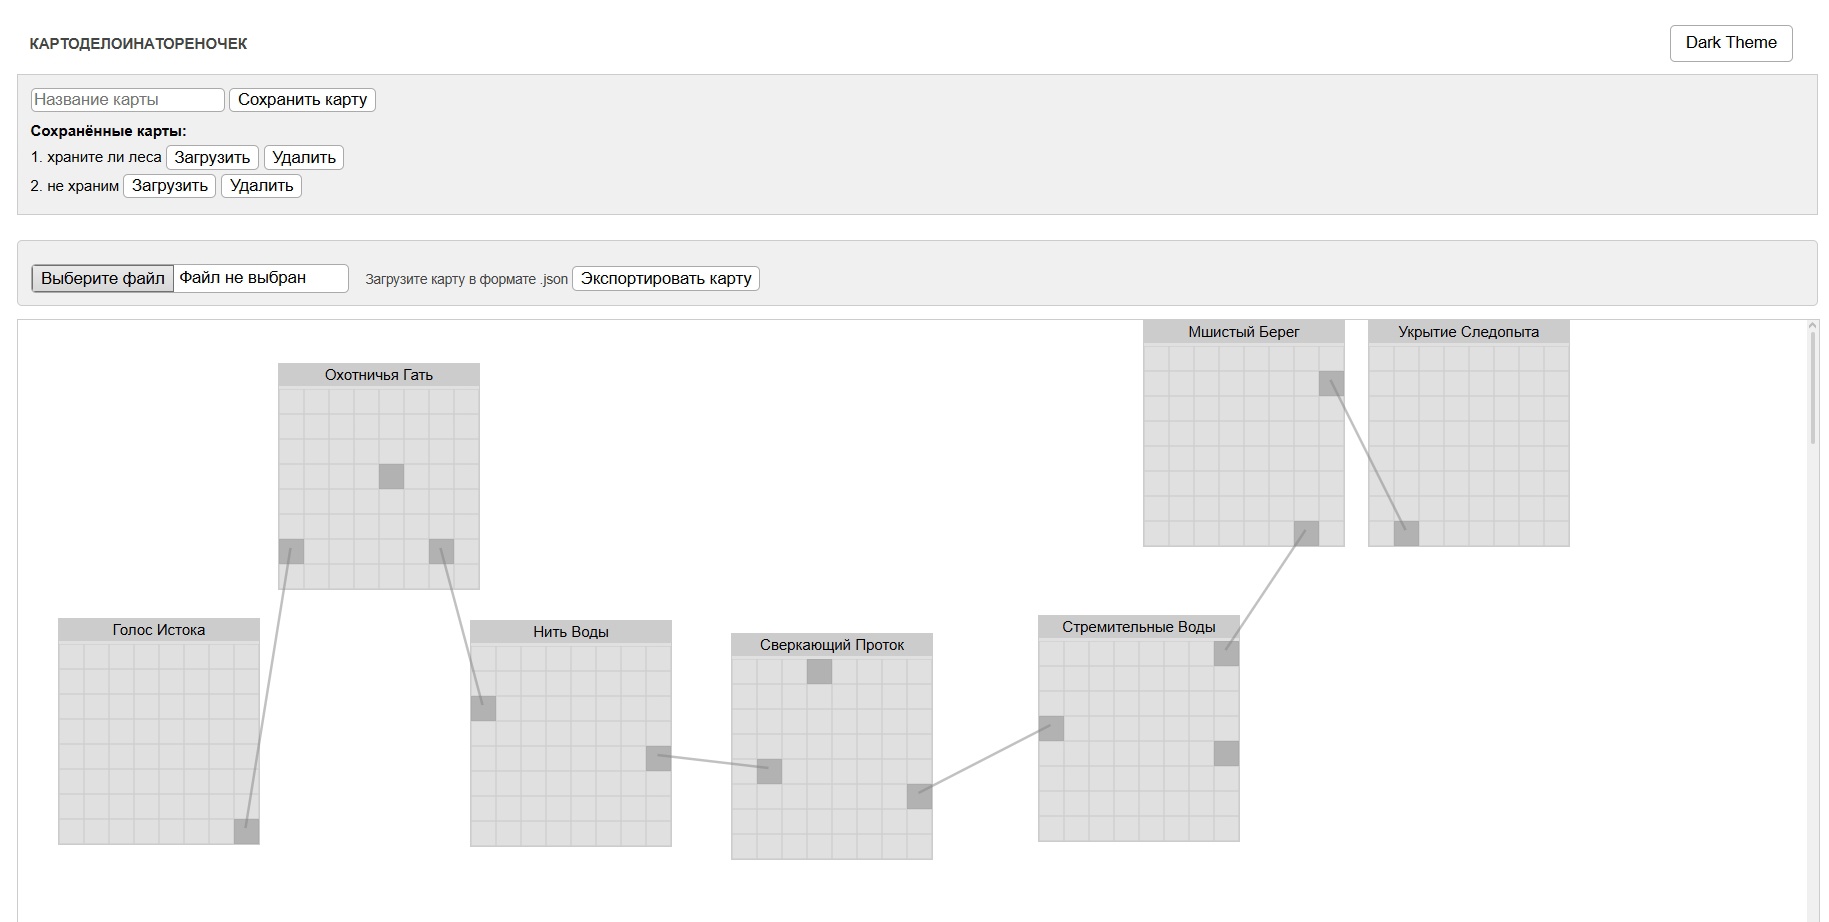 КАРТОДЕЛОИНАТОРЕНОЧЕК
Dark Theme
Название карты Сохранить карту
Сохранённые карты:
1. храните ли леса Загрузить Удалить
2. не храним Загрузить Удалить
Выберите файл Файл не выбран Загрузите карту в формате .json Экспортировать карту
Мшистый Берег
Укрытие Следопыта
Охотничья Гать
Голос Истока
Нить Воды
Сверкающий Проток
Стремительные Воды